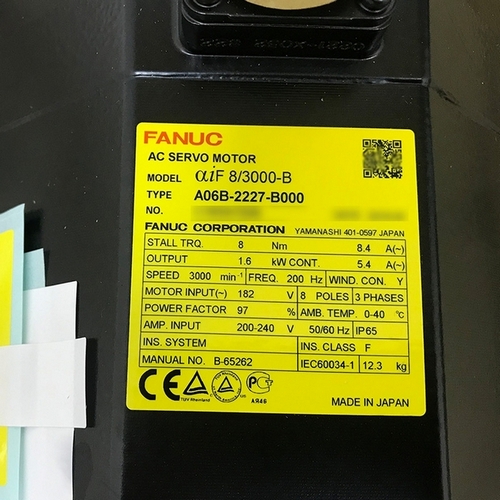 FANUC
AC SERVO MOTOR
MODEL αiF 8/3000-B
TYPE A06B-2227-B000
NO.
FANUC CORPORATION YAMANASHI 401-0597 JAPAN
STALL TRQ. 8 Nm 8.4 A(~)
OUTPUT 1.6 kW CONT. 5.4 A(~)
SPEED 3000 min⁻¹ FREQ. 200 Hz WIND. CON. Y
MOTOR INPUT(~) 182 V 8 POLES 3 PHASES
POWER FACTOR 97 % AMB. TEMP. 0-40 ℃
AMP. INPUT 200-240 V 50/60 Hz IP65
INS. SYSTEM INS. CLASS F
MANUAL NO. B-65262 IEC60034-1 12.3 kg
CE
TÜV Rheinland
US
АЯ46
MADE IN JAPAN